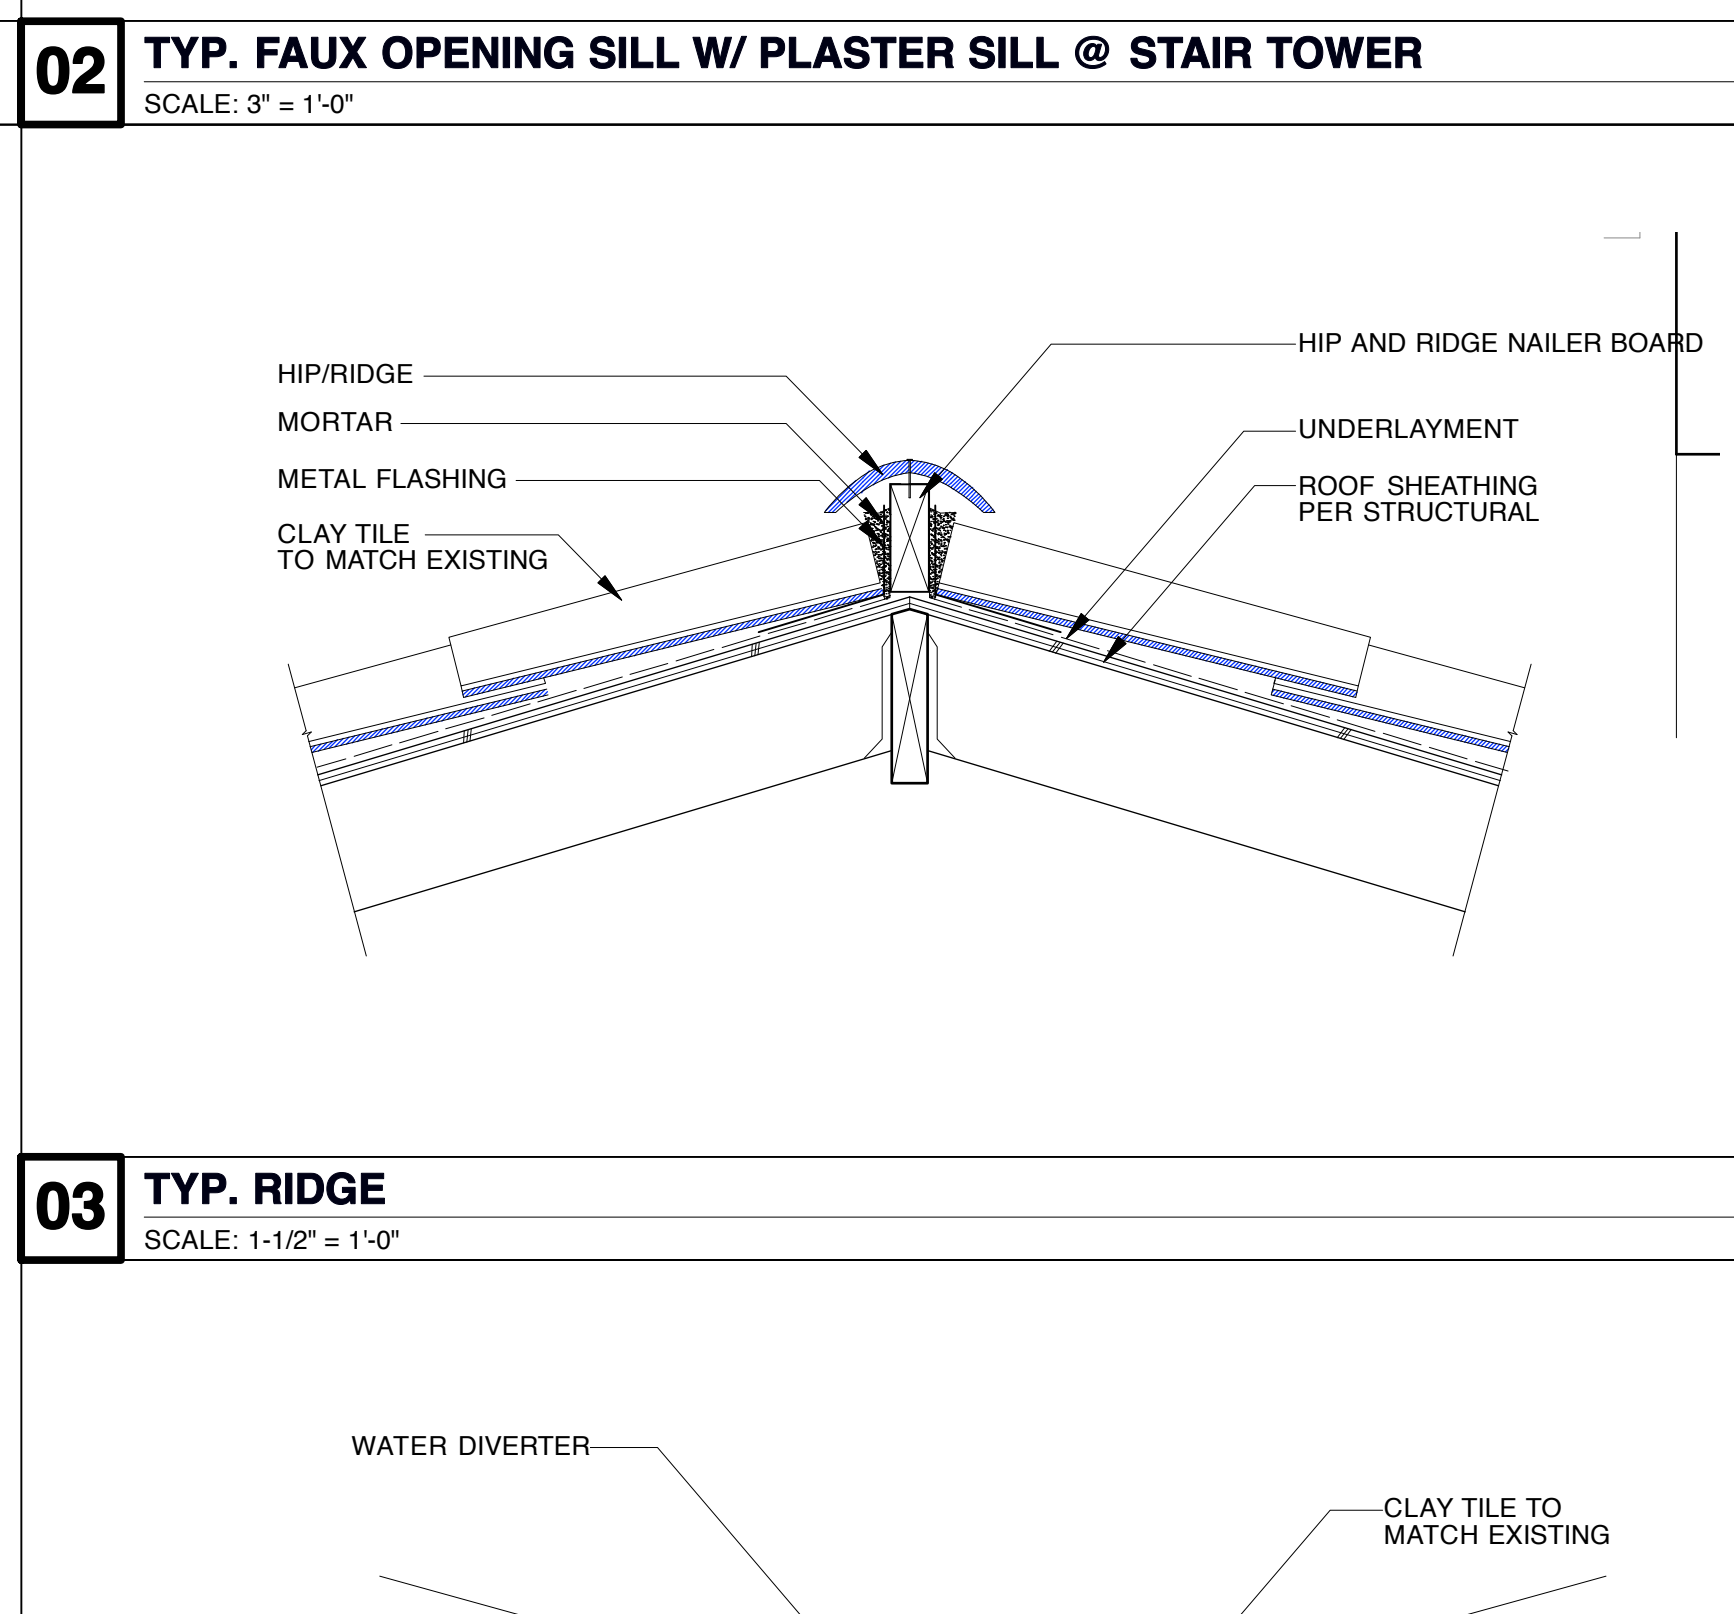 02
TYP. FAUX OPENING SILL W/ PLASTER SILL @ STAIR TOWER
SCALE: 3" = 1'-0"
HIP/RIDGE
MORTAR
METAL FLASHING
CLAY TILE
TO MATCH EXISTING
HIP AND RIDGE NAILER BOARD
UNDERLAYMENT
ROOF SHEATHING
PER STRUCTURAL
03
TYP. RIDGE
SCALE: 1-1/2" = 1'-0"
WATER DIVERTER
CLAY TILE TO
MATCH EXISTING